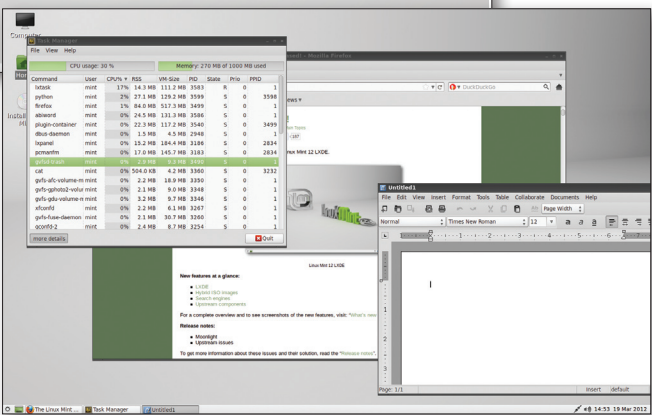 Computer
Task Manager
File View Help
CPU usage: 30 %
Memory: 270 MB of 1000 MB used
Command User CPU% RSS VM-Size PID State Prio PPID
lxtask mint 17% 14.3 MB 111.2 MB 3583 R 0 1
python mint 2% 27.1 MB 129.2 MB 3599 S 0 3598
firefox mint 1% 84.0 MB 517.3 MB 3499 S 0 1
abiword mint 0% 24.5 MB 131.3 MB 3586 S 0 1
plugin-container mint 0% 22.3 MB 117.2 MB 3540 S 0 3499
dbus-daemon mint 0% 1.5 MB 4.5 MB 2948 S 0 1
lxpanel mint 0% 15.2 MB 184.4 MB 3186 S 0 2834
pcmanfm mint 0% 17.0 MB 145.7 MB 3183 S 0 2834
gvfsd-trash mint 0% 2.9 MB 9.3 MB 3499 S 0 1
cat mint 0% 504.0 KB 4.2 MB 3360 S 0 3232
gvfs-afc-volume-m mint 0% 2.2 MB 18.9 MB 3350 S 0 1
gvfs-gphoto2-volur mint 0% 2.1 MB 9.0 MB 3348 S 0 1
gvfs-gdu-volume-n mint 0% 3.2 MB 9.7 MB 3346 S 0 1
xfconfd mint 0% 2.2 MB 6.1 MB 3267 S 0 1
gvfs-fuse-daemon mint 0% 2.1 MB 30.7 MB 3260 S 0 1
gconfd-2 mint 0% 2.4 MB 8.7 MB 3254 S 0 1
more details
Quit
Mozilla Firefox
DuckDuckGo
ews
nux Mint 12 LXDE.
Linux Mint 12 LXDE
New features at a glance:
LXDE
Hybrid ISO images
Search engines
Upstream components
For a complete overview and to see screenshots of the new features, visit: "What's new
Release notes:
Moonlight
Upstream issues
To get more information about these issues and their solution, read the "Release notes".
Untitled1
File Edit View Insert Format Tools Table Collaborate Documents Help
Page Width
Normal Times New Roman 12 a a a
1 1 2 3 4 5 6 7
1
2
3
Page: 1/1
Insert default
The Linux Mint ...
Task Manager
Untitled1
14:53 19 Mar 2012